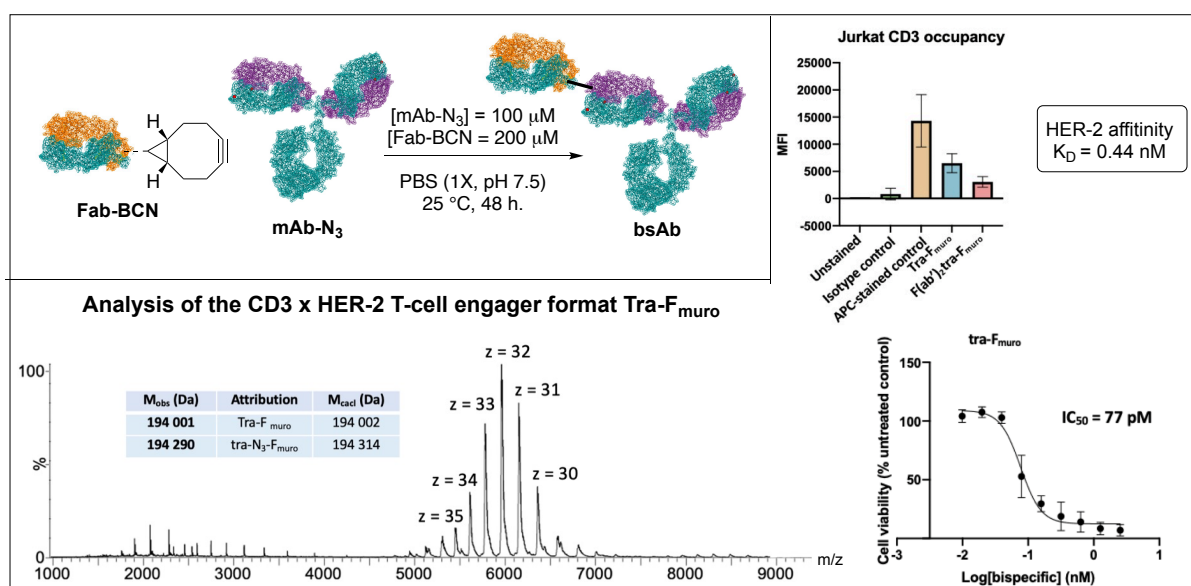 H
H
Fab-BCN
mAb-N3
[mAb-N3] = 100 μM
[Fab-BCN = 200 μM
PBS (1X, pH 7.5)
25 °C, 48 h.
bsAb
Jurkat CD3 occupancy
MFI
25000
20000
15000
10000
5000
0
-5000
Unstained
Isotype control
APC-stained control
Tra-Fmuro
F(ab')2tra-Fmuro
HER-2 affitinity
KD = 0.44 nM
Analysis of the CD3 x HER-2 T-cell engager format Tra-Fmuro
100
%
0
Mobs (Da) Attribution Mcacl (Da)
194 001 Tra-F muro 194 002
194 290 tra-N3-Fmuro 194 314
z = 32
z = 31
z = 33
z = 34
z = 30
z = 35
1000 2000 3000 4000 5000 6000 7000 8000 9000 m/z
tra-Fmuro
Cell viability (% untreated control)
150
100
50
IC50 = 77 pM
-3 -2 -1 0 1
Log[bispecific] (nM)